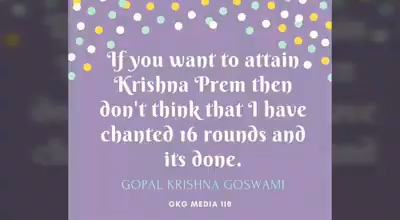 If you want to attain
Krishna Prem then
don't think that I have
chanted 16 rounds and
its done.
GOPAL KRISHNA GOSWAMI
GKG MEDIA 118